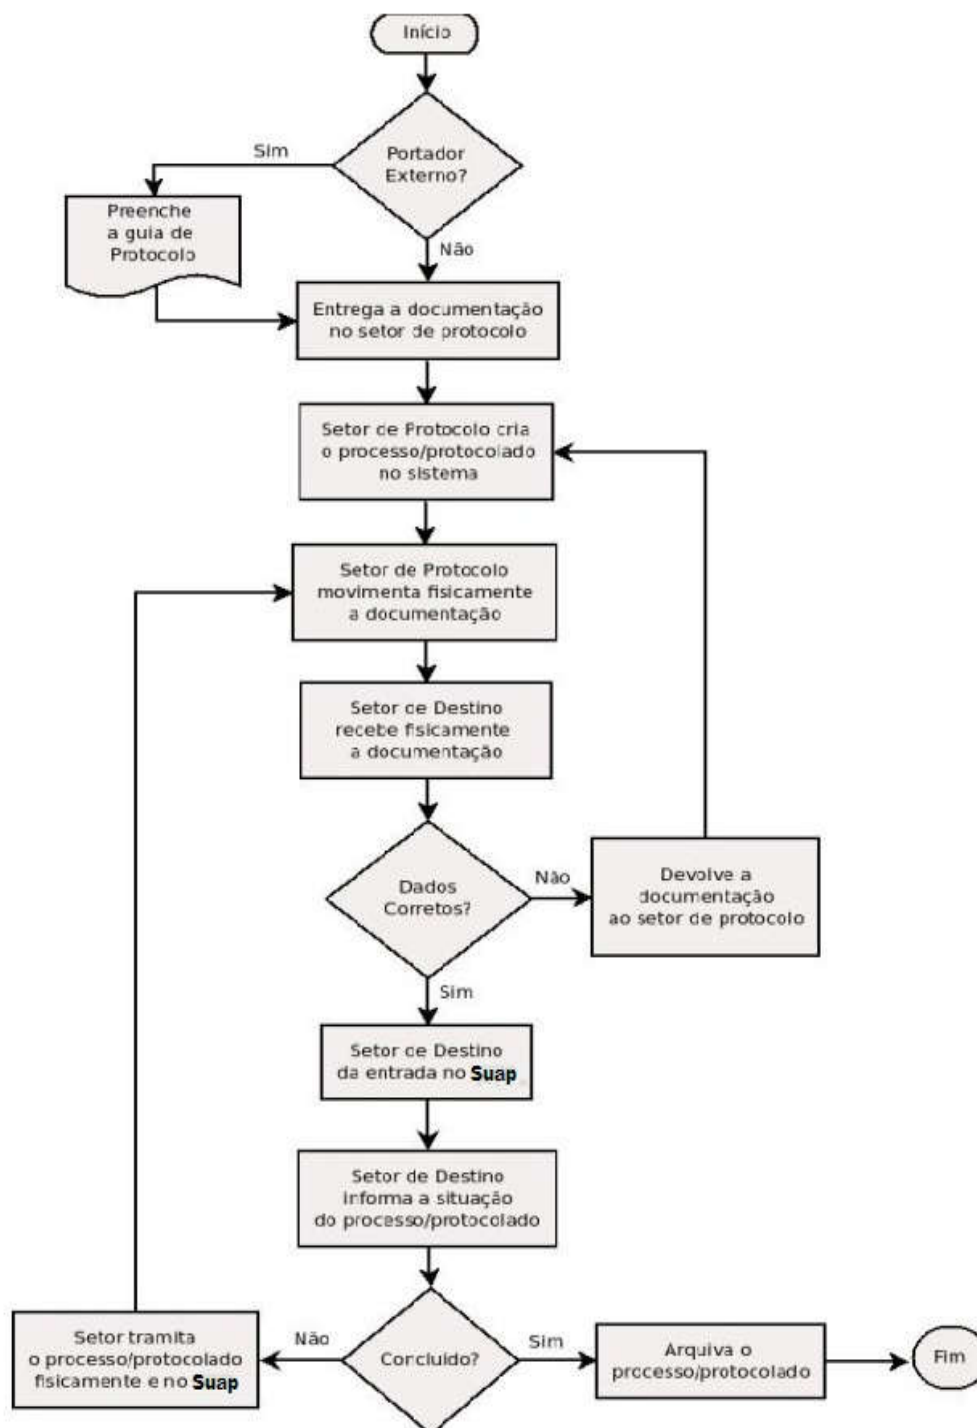 Início
Portador
Externo?
Sim
Preenche
a guia de
Protocolo
Não
Entrega a documentação
no setor de protocolo
Setor de Protocolo cria
o processo/protocolado
no sistema
Setor de Protocolo
movimenta fisicamente
a documentação
Setor de Destino
recebe fisicamente
a documentação
Dados
Corretos?
Não
Devolve a
documentação
ao setor de protocolo
Sim
Setor de Destino
da entrada no Suap
Setor de Destino
informa a situação
do processo/protocolado
Concluido?
Não
Setor tramita
o processo/protocolado
fisicamente e no Suap
Sim
Arquiva o
processo/protocolado
Fim